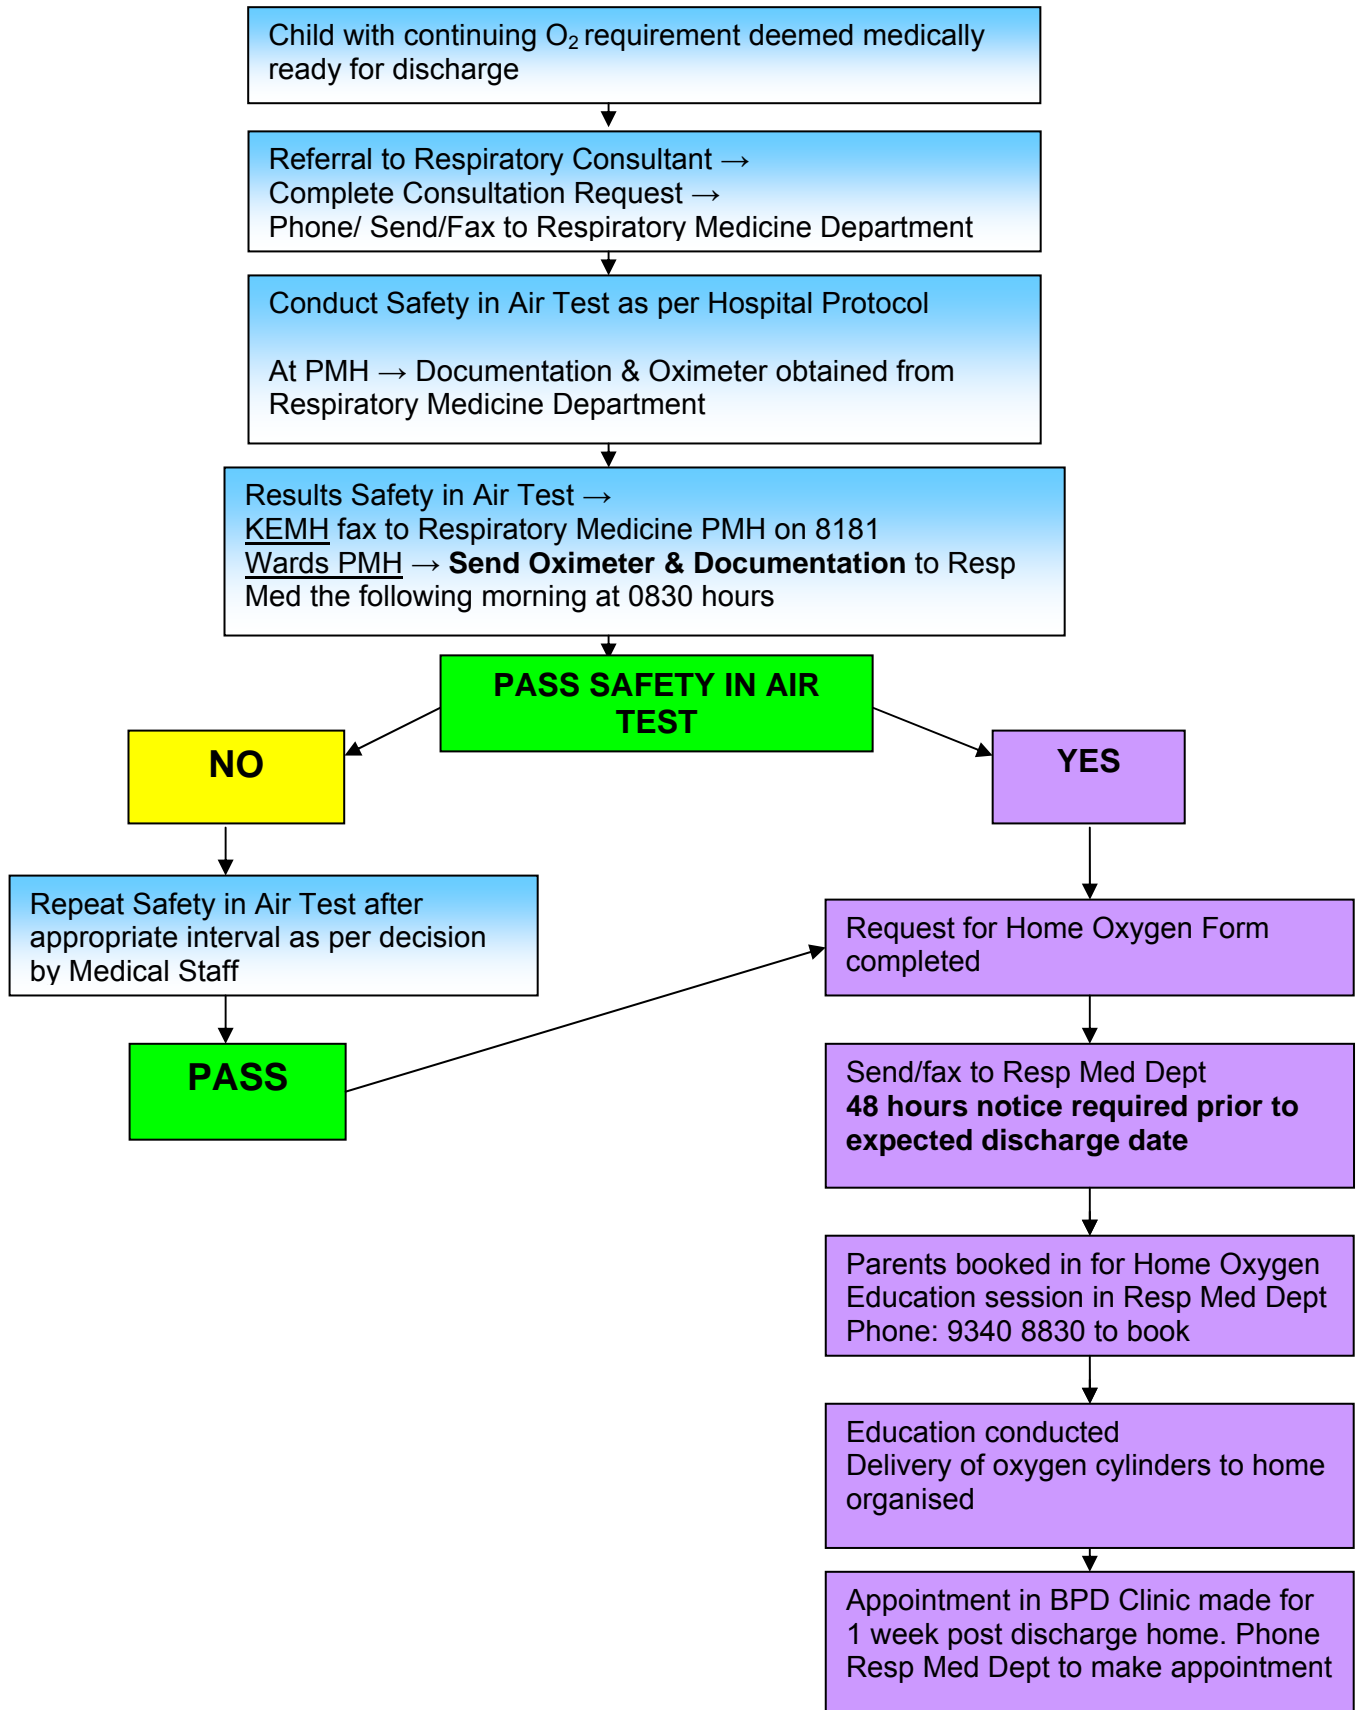 Child with continuing O₂ requirement deemed medically
ready for discharge
Referral to Respiratory Consultant →
Complete Consultation Request →
Phone/ Send/Fax to Respiratory Medicine Department
Conduct Safety in Air Test as per Hospital Protocol
At PMH → Documentation & Oximeter obtained from
Respiratory Medicine Department
Results Safety in Air Test →
KEMH fax to Respiratory Medicine PMH on 8181
Wards PMH → Send Oximeter & Documentation to Resp
Med the following morning at 0830 hours
PASS SAFETY IN AIR
TEST
NO
YES
Repeat Safety in Air Test after
appropriate interval as per decision
by Medical Staff
PASS
Request for Home Oxygen Form
completed
Send/fax to Resp Med Dept
48 hours notice required prior to
expected discharge date
Parents booked in for Home Oxygen
Education session in Resp Med Dept
Phone: 9340 8830 to book
Education conducted
Delivery of oxygen cylinders to home
organised
Appointment in BPD Clinic made for
1 week post discharge home. Phone
Resp Med Dept to make appointment